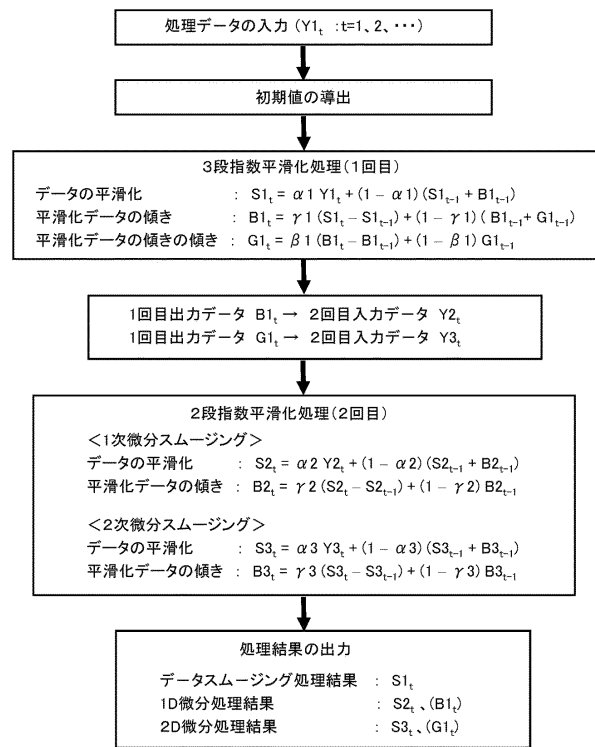 処理データの入力（Y1t ：t=1、2、･･･）
初期値の導出
3段指数平滑化処理（1回目）
データの平滑化 ： S1t = α1 Y1t + (1 − α1) (S1t-1 + B1t-1)
平滑化データの傾き ： B1t = γ1 (S1t − S1t-1) + (1 − γ1) ( B1t-1 + G1t-1)
平滑化データの傾きの傾き ： G1t = β1 (B1t − B1t-1) + (1 − β1) G1t-1
1回目出力データ B1t → 2回目入力データ Y2t
1回目出力データ G1t → 2回目入力データ Y3t
2段指数平滑化処理（2回目）
＜1次微分スムージング＞
データの平滑化 ： S2t = α2 Y2t + (1 − α2) (S2t-1 + B2t-1)
平滑化データの傾き ： B2t = γ2 (S2t − S2t-1) + (1 − γ2) B2t-1
＜2次微分スムージング＞
データの平滑化 ： S3t = α3 Y3t + (1 − α3) (S3t-1 + B3t-1)
平滑化データの傾き ： B3t = γ3 (S3t − S3t-1) + (1 − γ3) B3t-1
処理結果の出力
データスムージング処理結果 ： S1t
1D微分処理結果 ： S2t 、(B1t)
2D微分処理結果 ： S3t 、(G1t)